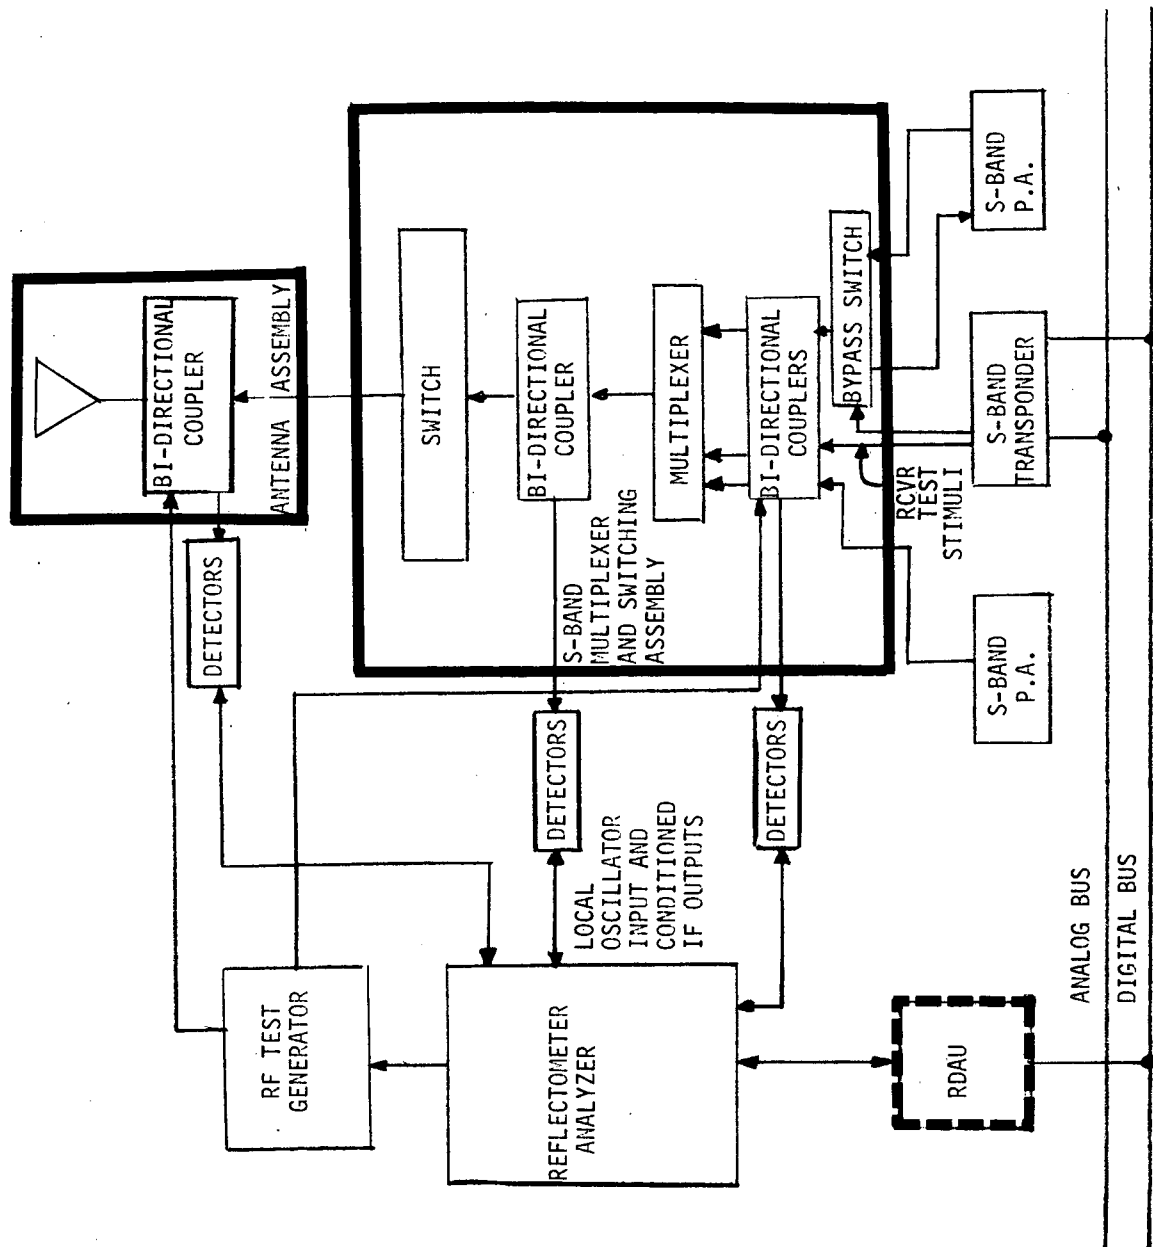 BI-DIRECTIONAL
COUPLER
ANTENNA ASSEMBLY
DETECTORS
RF TEST
GENERATOR
SWITCH
BI-DIRECTIONAL
COUPLER
S-BAND
MULTIPLEXER
AND SWITCHING
ASSEMBLY
DETECTORS
LOCAL
OSCILLATOR
INPUT AND
CONDITIONED
IF OUTPUTS
REFLECTOMETER
ANALYZER
MULTIPLEXER
BI-DIRECTIONAL
COUPLERS
DETECTORS
BYPASS SWITCH
RCVR
TEST
STIMULI
RDAU
S-BAND
P.A.
S-BAND
TRANSPONDER
S-BAND
P.A.
ANALOG BUS
DIGITAL BUS